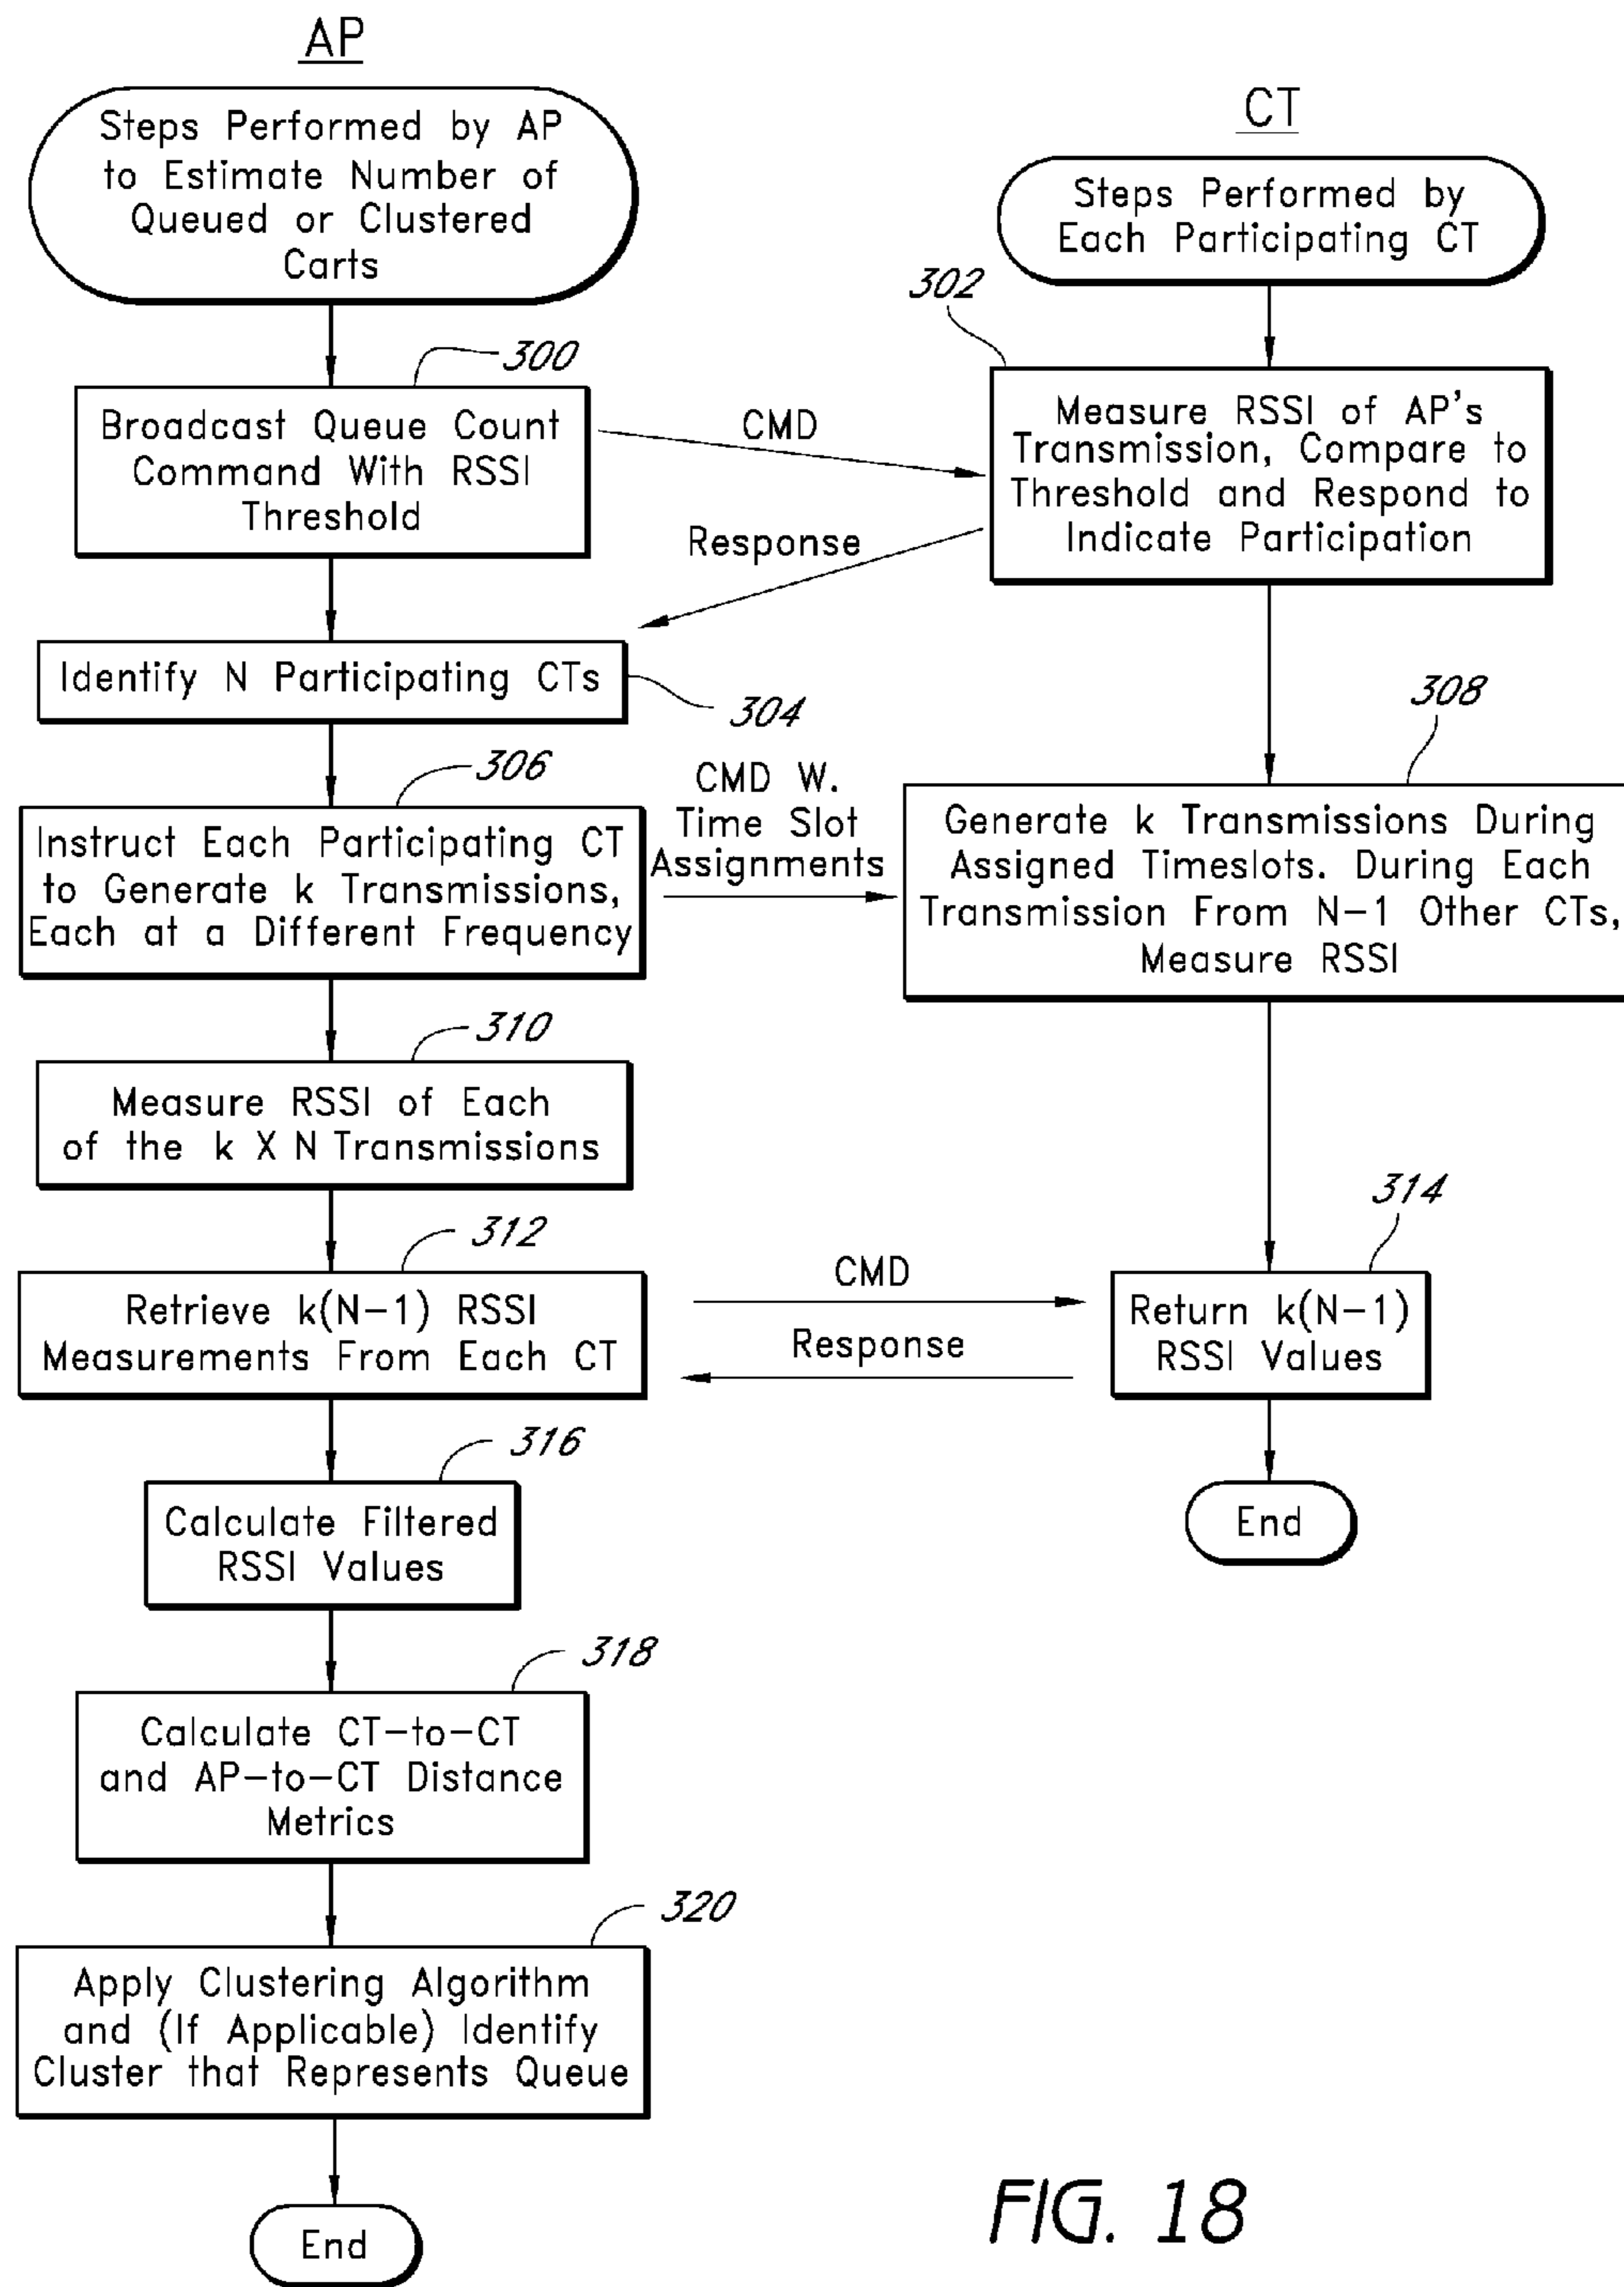 AP
Steps Performed by AP
to Estimate Number of
Queued or Clustered
Carts
CT
Steps Performed by
Each Participating CT
300
Broadcast Queue Count
Command With RSSI
Threshold
CMD
302
Measure RSSI of AP's
Transmission, Compare to
Threshold and Respond to
Indicate Participation
Response
Identify N Participating CTs
304
306
Instruct Each Participating CT
to Generate k Transmissions,
Each at a Different Frequency
CMD W.
Time Slot
Assignments
308
Generate k Transmissions During
Assigned Timeslots. During Each
Transmission From N-1 Other CTs,
Measure RSSI
310
Measure RSSI of Each
of the k X N Transmissions
312
Retrieve k(N-1) RSSI
Measurements From Each CT
CMD
Response
314
Return k(N-1)
RSSI Values
End
316
Calculate Filtered
RSSI Values
318
Calculate CT-to-CT
and AP-to-CT Distance
Metrics
320
Apply Clustering Algorithm
and (If Applicable) Identify
Cluster that Represents Queue
End
FIG. 18